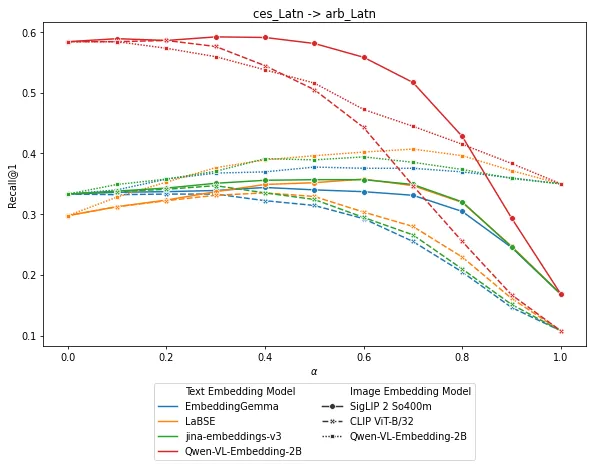 ces_Latn -> arb_Latn
0.6
0.5
0.4
0.3
0.2
0.1
Recall@1
0.0 0.2 0.4 0.6 0.8 1.0
α
Text Embedding Model
EmbeddingGemma
LaBSE
jina-embeddings-v3
Qwen-VL-Embedding-2B
Image Embedding Model
SigLIP 2 So400m
CLIP ViT-B/32
Qwen-VL-Embedding-2B